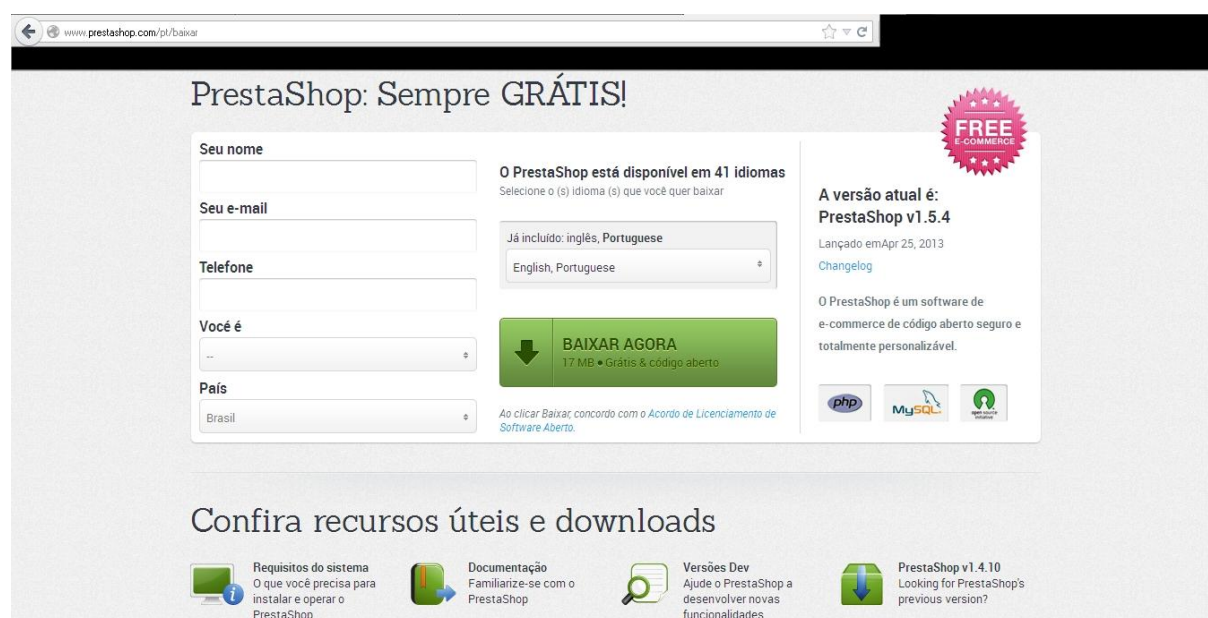 www.prestashop.com/pt/baixar
PrestaShop: Sempre GRÁTIS!
FREE
E-COMMERCE
Seu nome
Seu e-mail
Telefone
Você é
--
País
Brasil
O PrestaShop está disponível em 41 idiomas
Selecione o (s) idioma (s) que você quer baixar
Já incluído: inglês, Portuguese
English, Portuguese
BAIXAR AGORA
17 MB • Grátis & código aberto
Ao clicar Baixar, concordo com o Acordo de Licenciamento de
Software Aberto.
A versão atual é:
PrestaShop v1.5.4
Lançado emApr 25, 2013
Changelog
O PrestaShop é um software de
e-commerce de código aberto seguro e
totalmente personalizável.
php
MySQL
open source
initiative
Confira recursos úteis e downloads
Requisitos do sistema
O que você precisa para
instalar e operar o
PrestaShop
Documentação
Familiarize-se com o
PrestaShop
Versões Dev
Ajude o PrestaShop a
desenvolver novas
funcionalidades
PrestaShop v1.4.10
Looking for PrestaShop's
previous version?